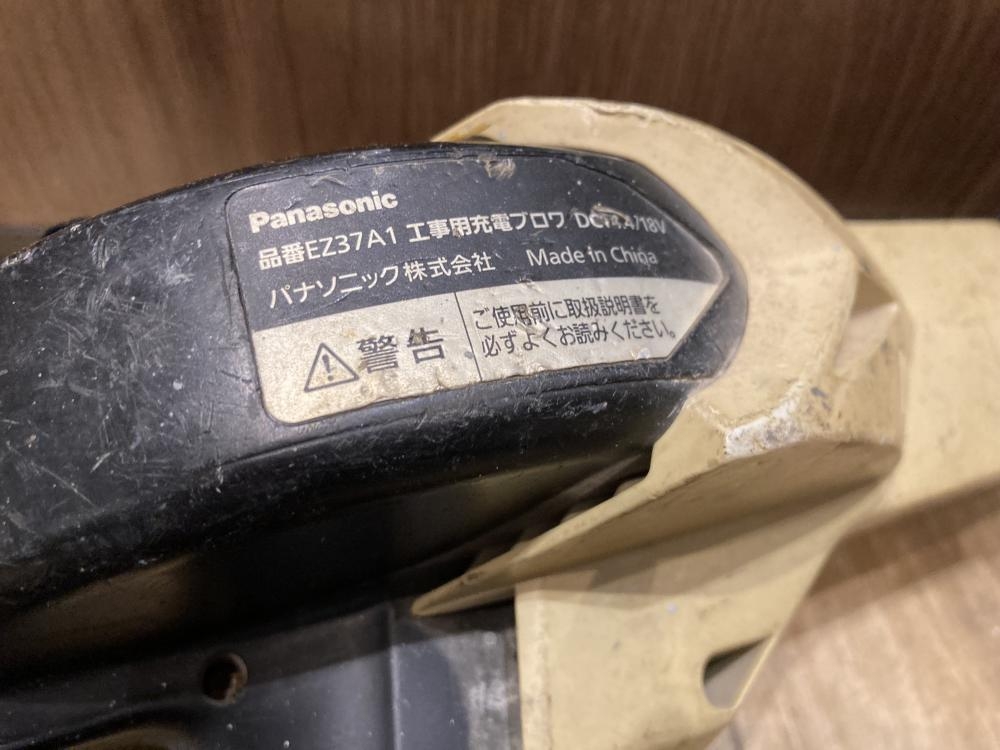 Panasonic
品番EZ37A1 工事用充電ブロワ DC14.4/18V
パナソニック株式会社 Made in China
警告
ご使用前に取扱説明書を
必ずよくお読みください。